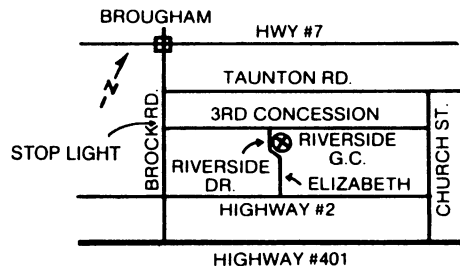 BROUGHAM
HWY #7
N
TAUNTON RD.
3RD CONCESSION
STOP LIGHT
BROCK RD.
RIVERSIDE
DR.
RIVERSIDE
G.C.
ELIZABETH
CHURCH ST.
HIGHWAY #2
HIGHWAY #401